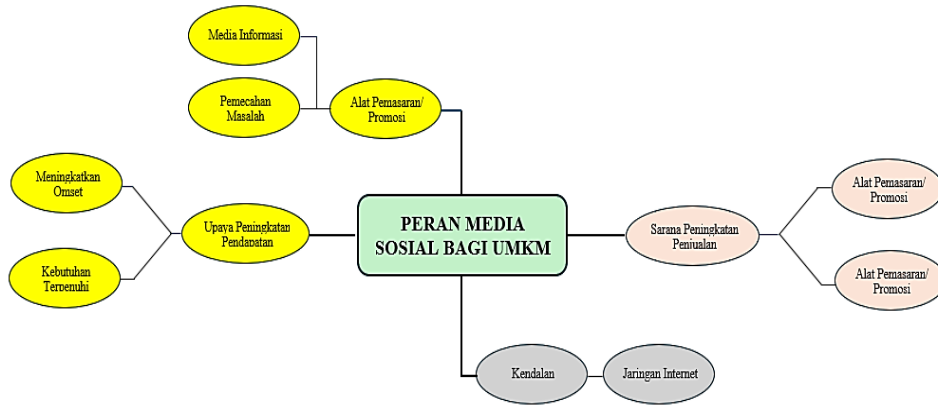 Media Informasi
Pemecahan
Masalah
Alat Pemasaran/
Promosi
Meningkatkan
Omset
Kebutuhan
Terpenuhi
Upaya Peningkatan
Pendapatan
PERAN MEDIA
SOSIAL BAGI UMKM
Sarana Peningkatan
Penjualan
Alat Pemasaran/
Promosi
Alat Pemasaran/
Promosi
Kendalan
Jaringan Internet